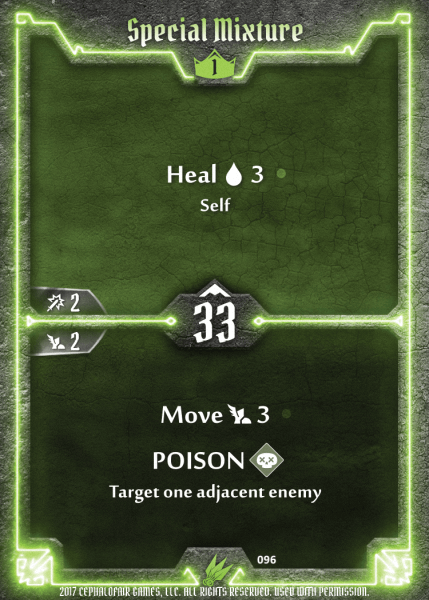 Special Mixture
1
Heal 3
Self
2
33
2
Move 3
POISON
Target one adjacent enemy
096
2017 CEPHALOFAIR GAMES, LLC. ALL RIGHTS RESERVED. USED WITH PERMISSION.